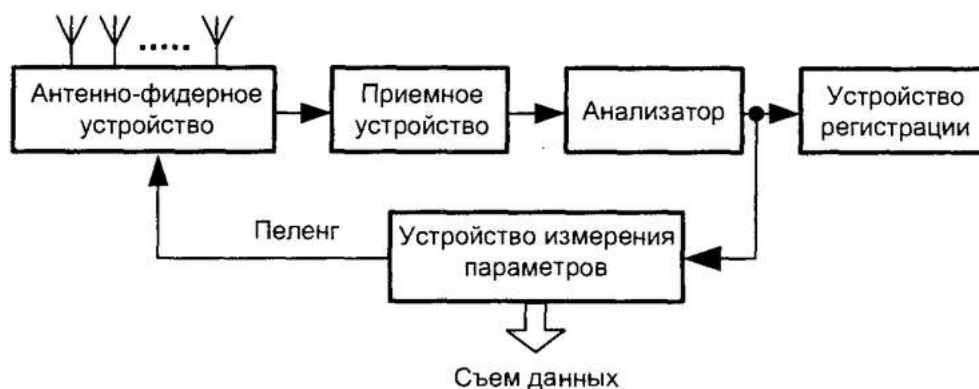 Антенно-фидерное
устройство
Приемное
устройство
Анализатор
Устройство
регистрации
Пеленг
Устройство измерения
параметров
Съем данных